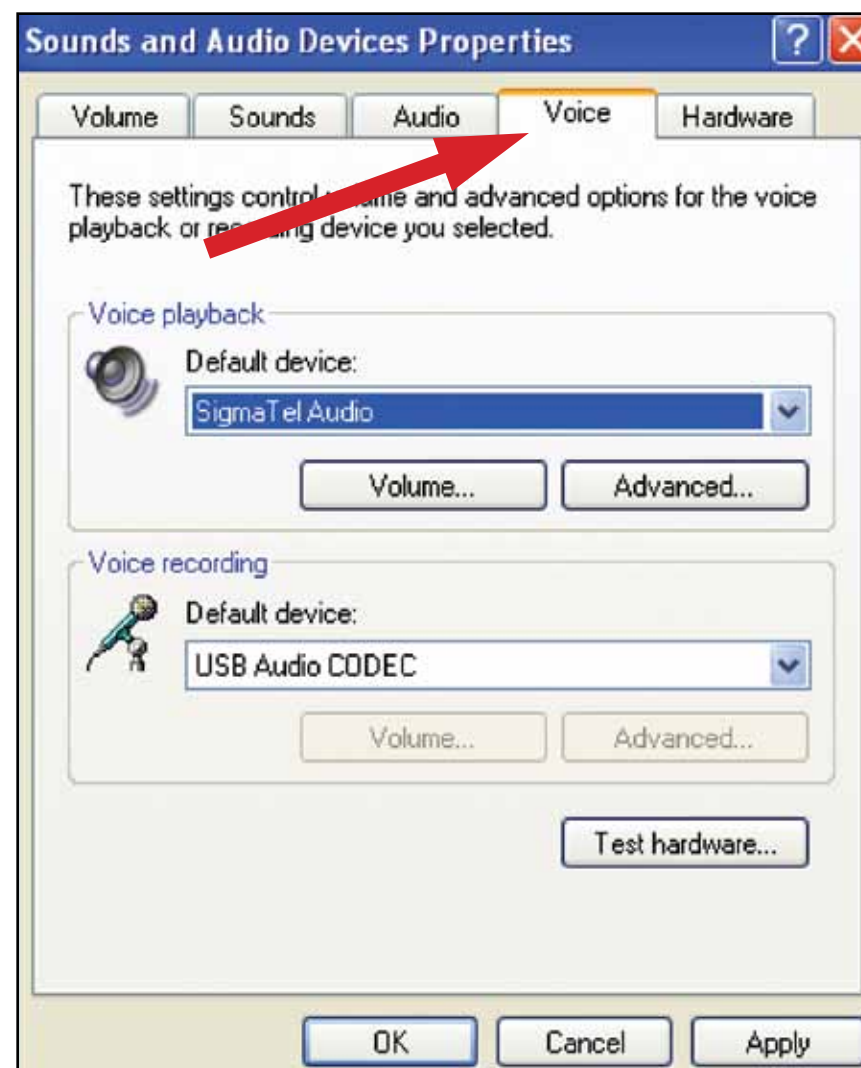 Sounds and Audio Devices Properties
Volume Sounds Audio Voice Hardware
These settings control volume and advanced options for the voice
playback or recording device you selected.
Voice playback
Default device:
SigmaTel Audio
Volume... Advanced...
Voice recording
Default device:
USB Audio CODEC
Volume... Advanced...
Test hardware...
OK Cancel Apply